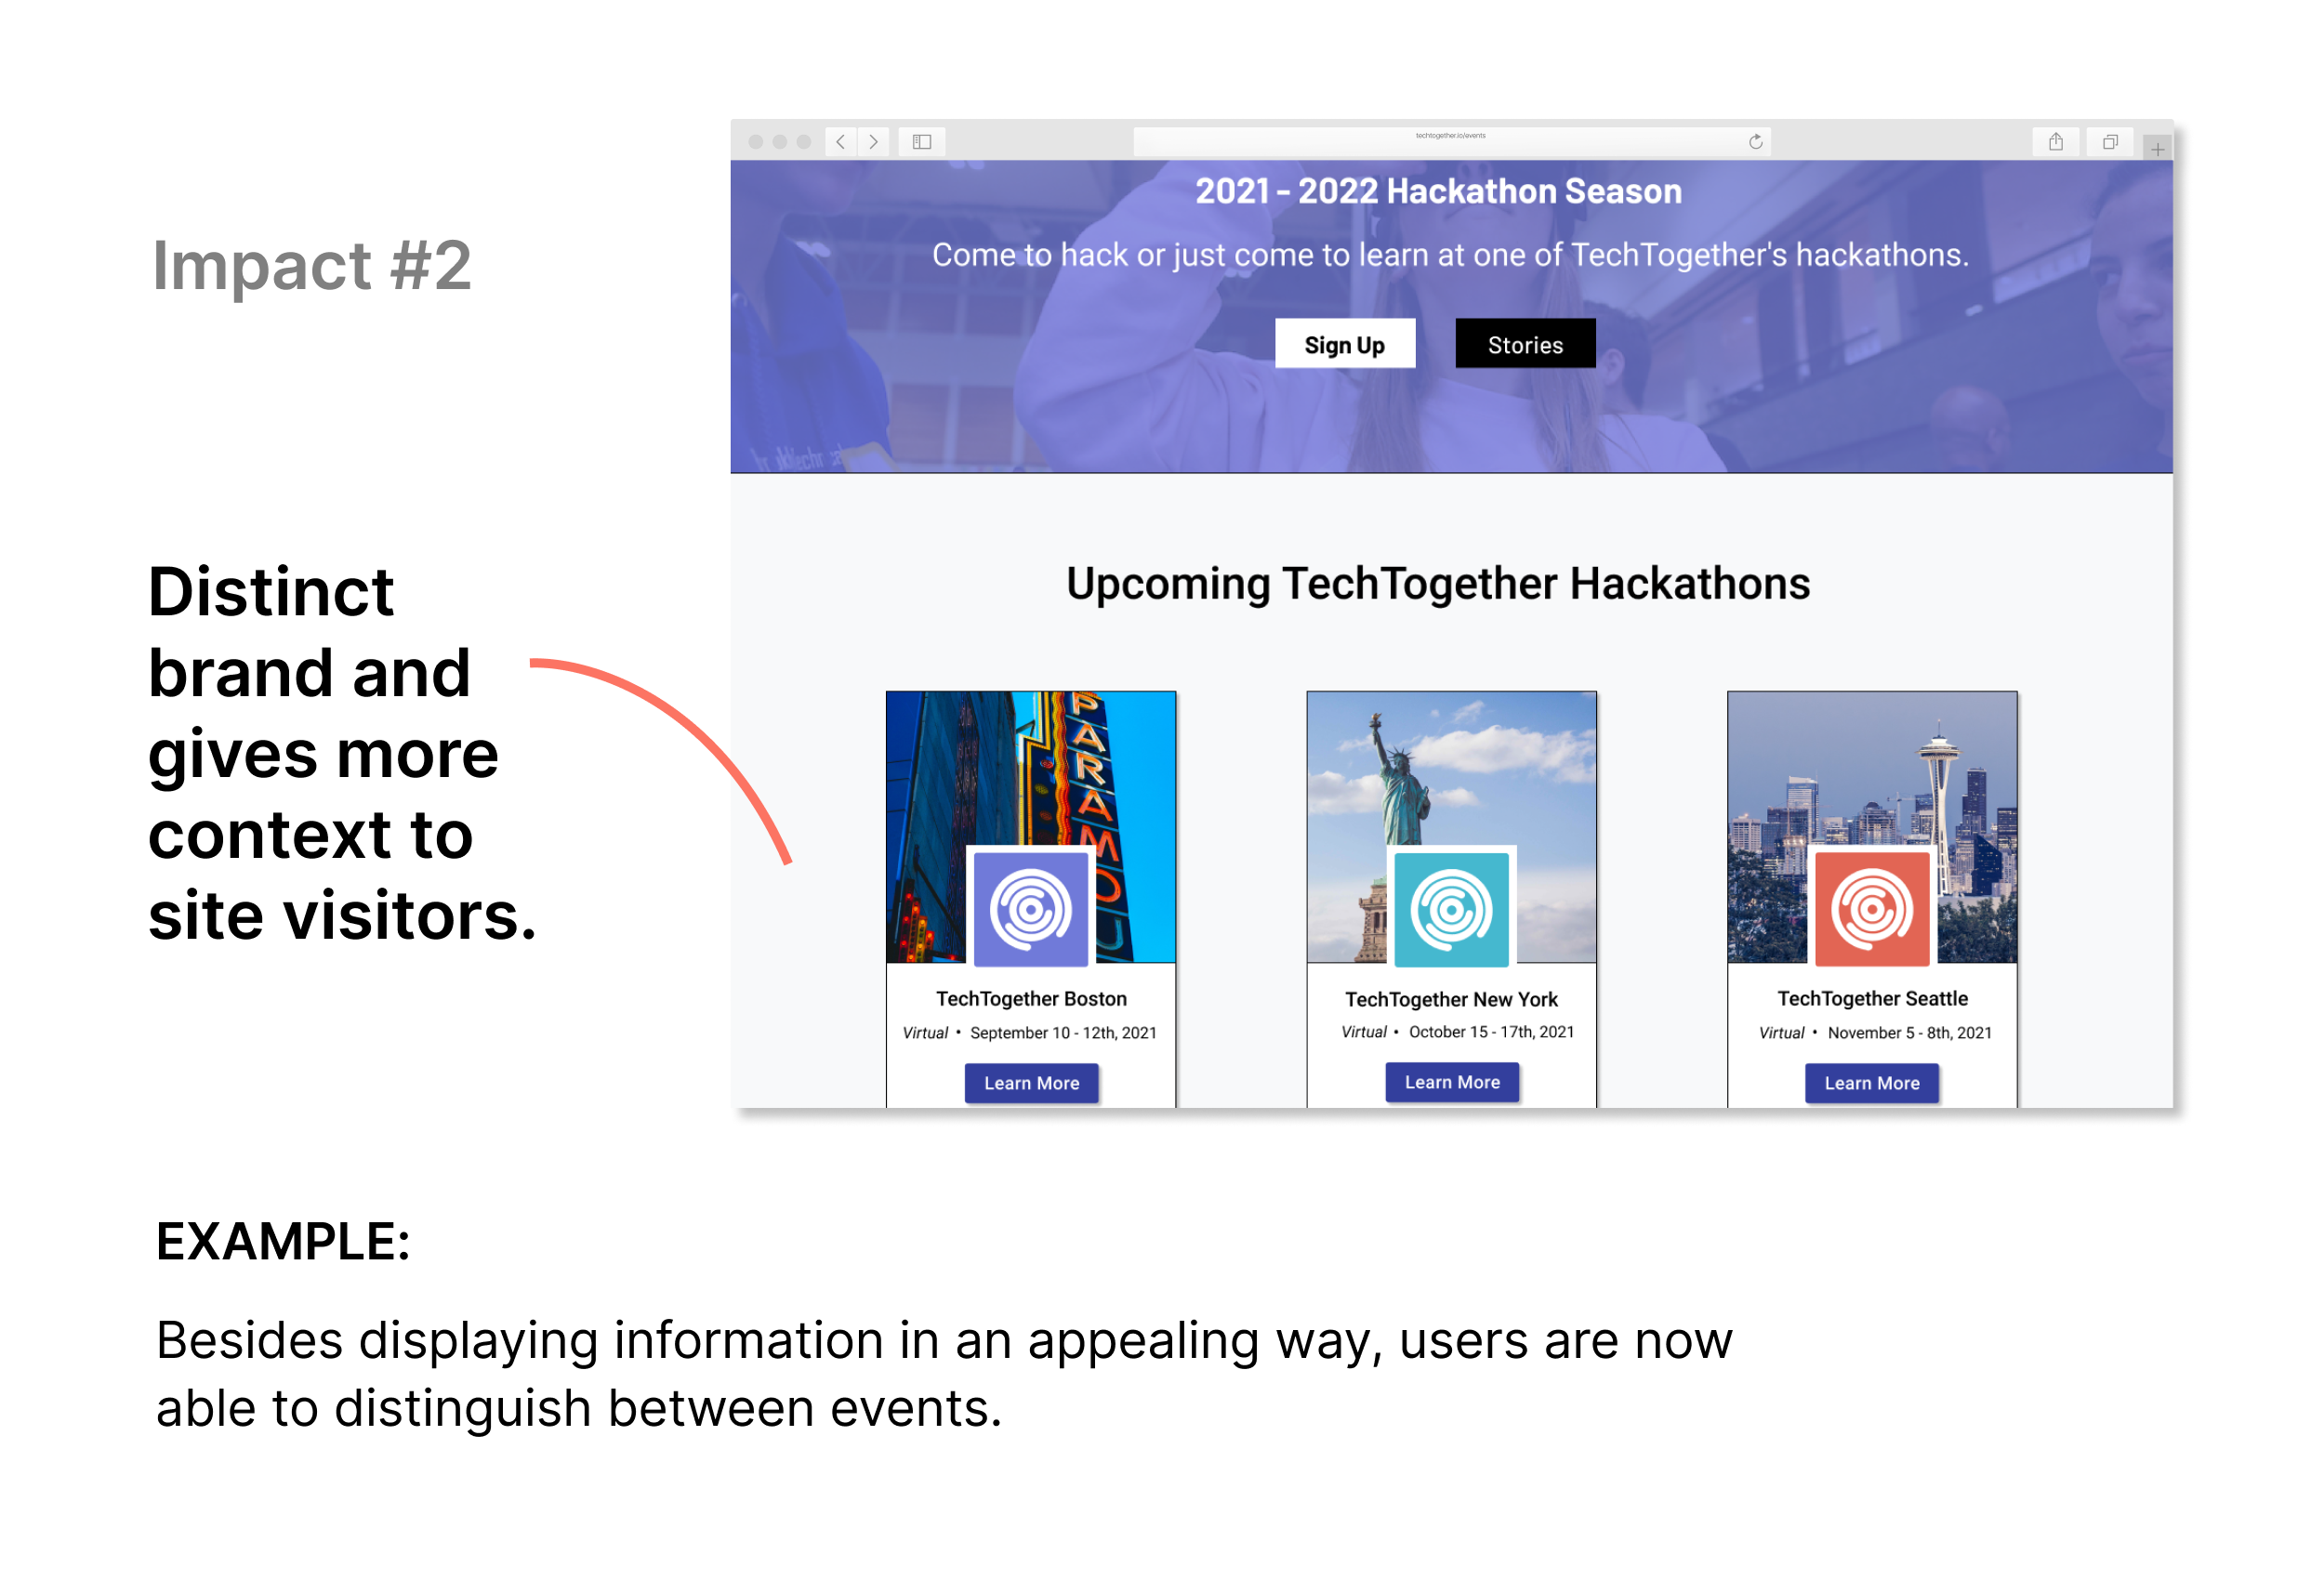 Impact #2
Distinct
brand and
gives more
context to
site visitors.
techtogether.io/events
2021 - 2022 Hackathon Season
Come to hack or just come to learn at one of TechTogether's hackathons.
Sign Up
Stories
Upcoming TechTogether Hackathons
PARAMOU
TechTogether Boston
Virtual • September 10 - 12th, 2021
Learn More
TechTogether New York
Virtual • October 15 - 17th, 2021
Learn More
TechTogether Seattle
Virtual • November 5 - 8th, 2021
Learn More
EXAMPLE:
Besides displaying information in an appealing way, users are now
able to distinguish between events.